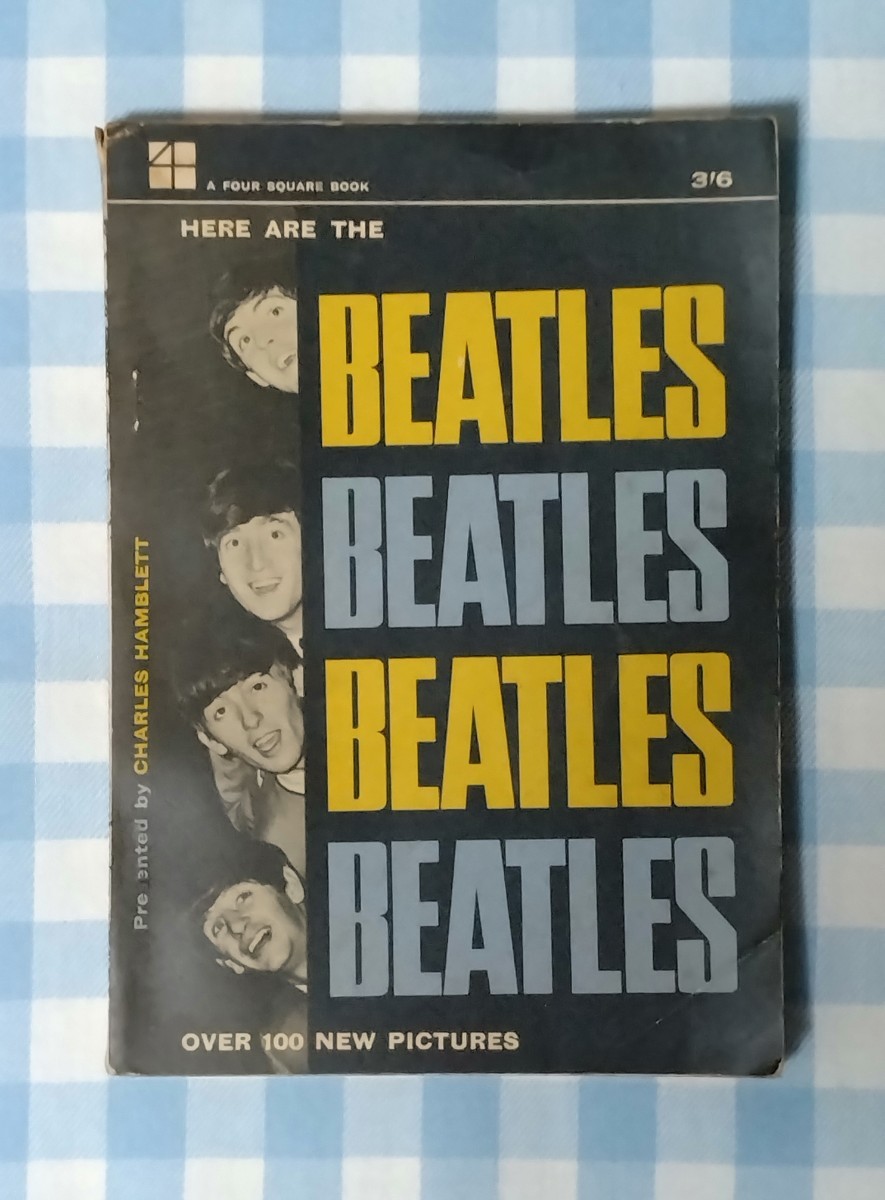 A FOUR SQUARE BOOK
3/6
HERE ARE THE
BEATLES
BEATLES
BEATLES
BEATLES
Presented by CHARLES HAMBLETT
OVER 100 NEW PICTURES